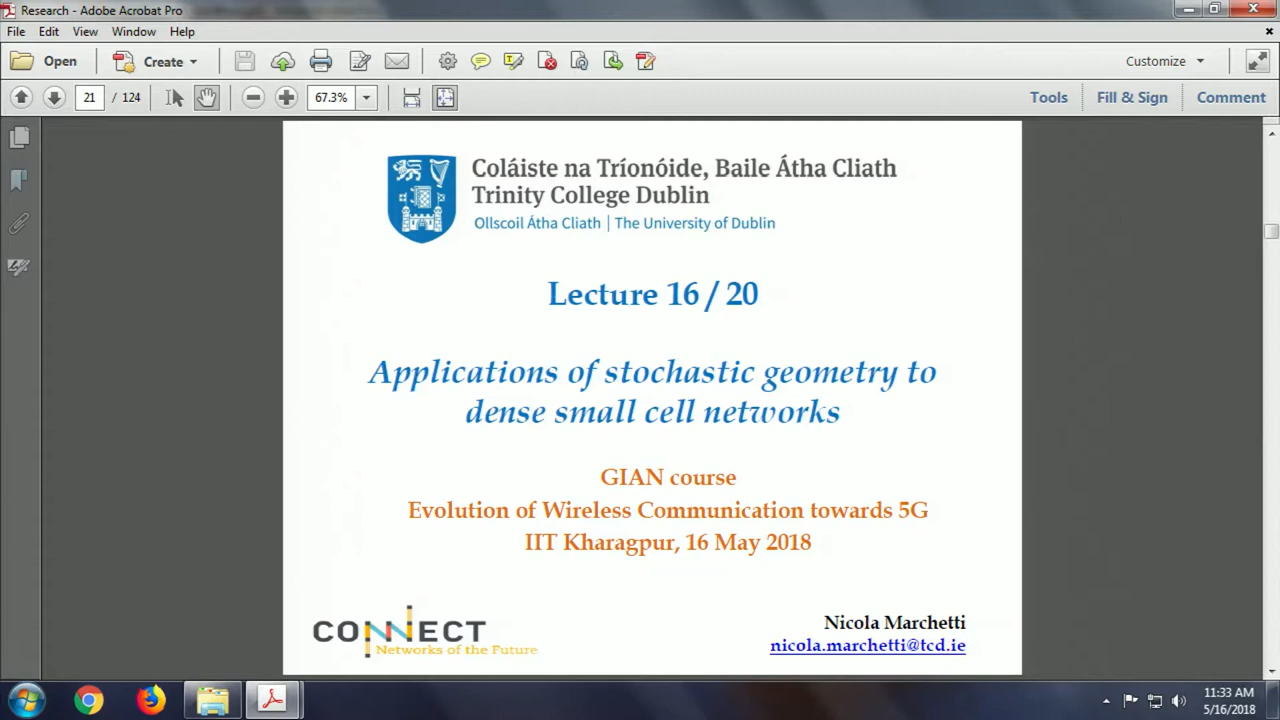 Research - Adobe Acrobat Pro
File Edit View Window Help
Open Create Customize
21 / 124 67.3% Tools Fill & Sign Comment
Coláiste na Tríonóide, Baile Átha Cliath
Trinity College Dublin
Ollscoil Átha Cliath | The University of Dublin
Lecture 16 / 20
Applications of stochastic geometry to
dense small cell networks
GIAN course
Evolution of Wireless Communication towards 5G
IIT Kharagpur, 16 May 2018
CONNECT
Networks of the Future
Nicola Marchetti
nicola.marchetti@tcd.ie
11:33 AM
5/16/2018